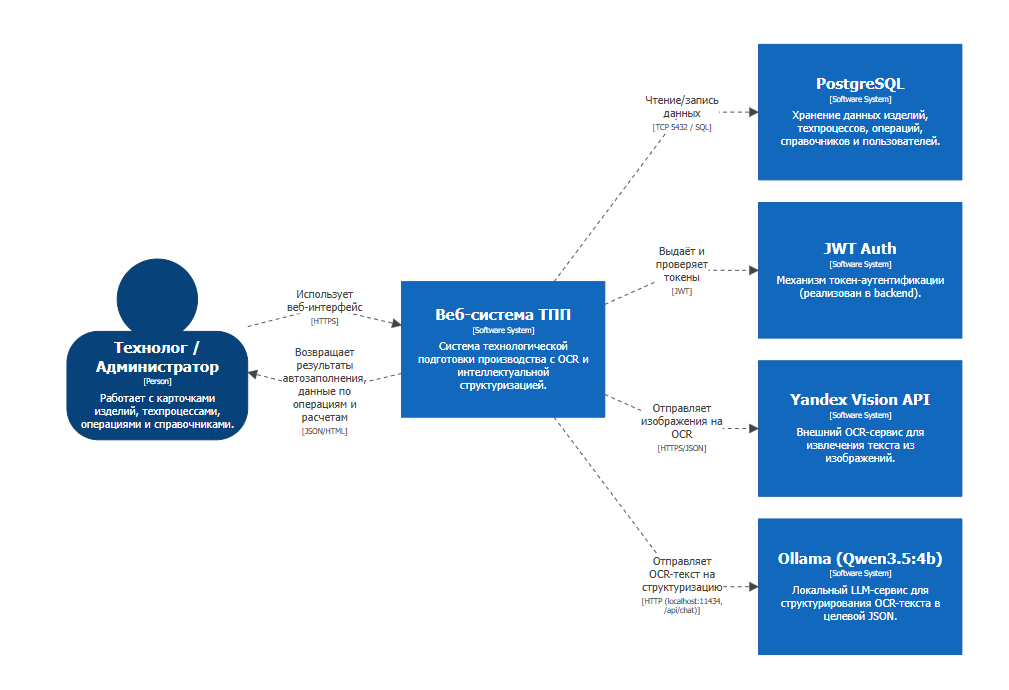 Технолог /
Администратор
[Person]
Работает с карточками
изделий, техпроцессами,
операциями и справочниками.
Использует
веб-интерфейс
[HTTPS]
Возвращает
результаты
автозаполнения,
данные по
операциям и
расчетам
[JSON/HTML]
Веб-система ТПП
[Software System]
Система технологической
подготовки производства с OCR и
интеллектуальной
структуризацией.
Чтение/запись
данных
[TCP 5432 / SQL]
PostgreSQL
[Software System]
Хранение данных изделий,
техпроцессов, операций,
справочников и пользователей.
Выдаёт и
проверяет
токены
[JWT]
JWT Auth
[Software System]
Механизм токен-аутентификации
(реализован в backend).
Отправляет
изображения на
OCR
[HTTPS/JSON]
Yandex Vision API
[Software System]
Внешний OCR-сервис для
извлечения текста из
изображений.
Отправляет
OCR-текст на
структуризацию
[HTTP (localhost:11434,
/api/chat)]
Ollama (Qwen3.5:4b)
[Software System]
Локальный LLM-сервис для
структурирования OCR-текста в
целевой JSON.